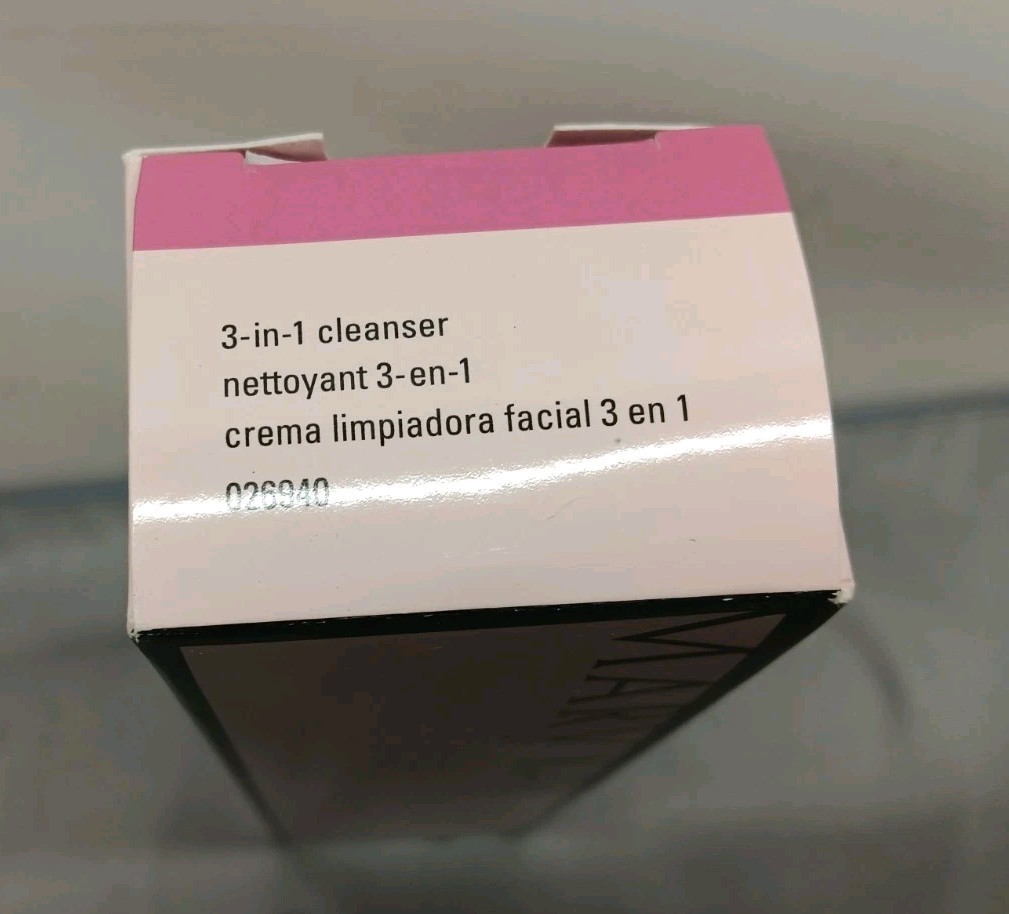 3-in-1 cleanser
nettoyant 3-en-1
crema limpiadora facial 3 en 1
026940